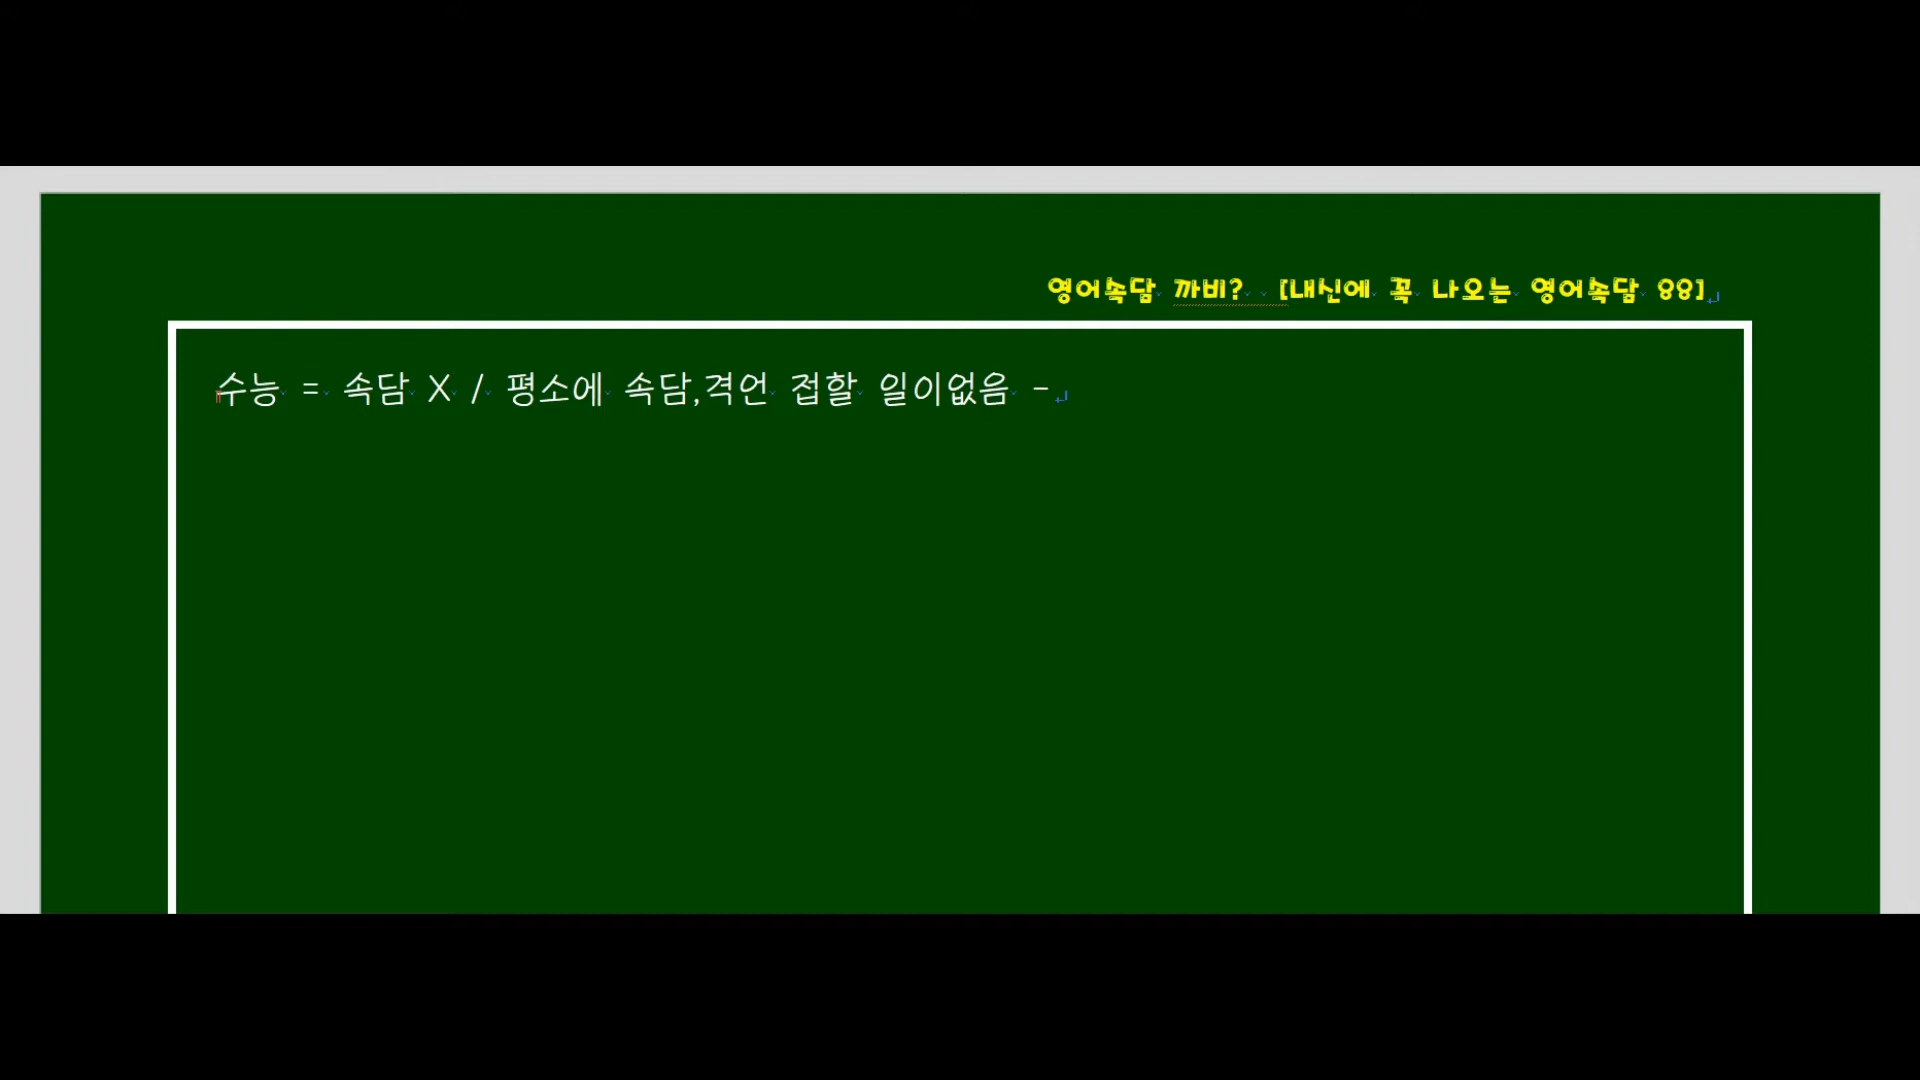 영어속담 까비?  [내신에 꼭 나오는 영어속담 88]
수능 = 속담 X / 평소에 속담,격언 접할 일이없음 -